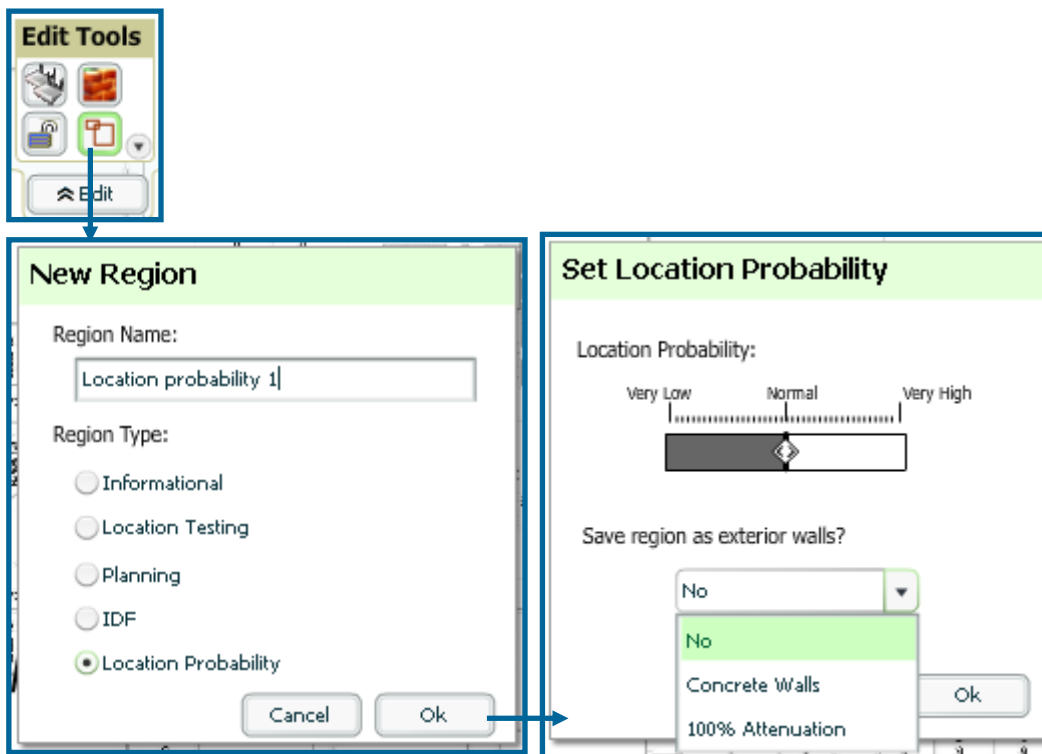 Edit Tools
Edit
New Region
Region Name:
Location probability 1
Region Type:
Informational
Location Testing
Planning
IDF
Location Probability
Cancel
Ok
Set Location Probability
Location Probability:
Very Low Normal Very High
Save region as exterior walls?
No
No
Concrete Walls
Ok
100% Attenuation